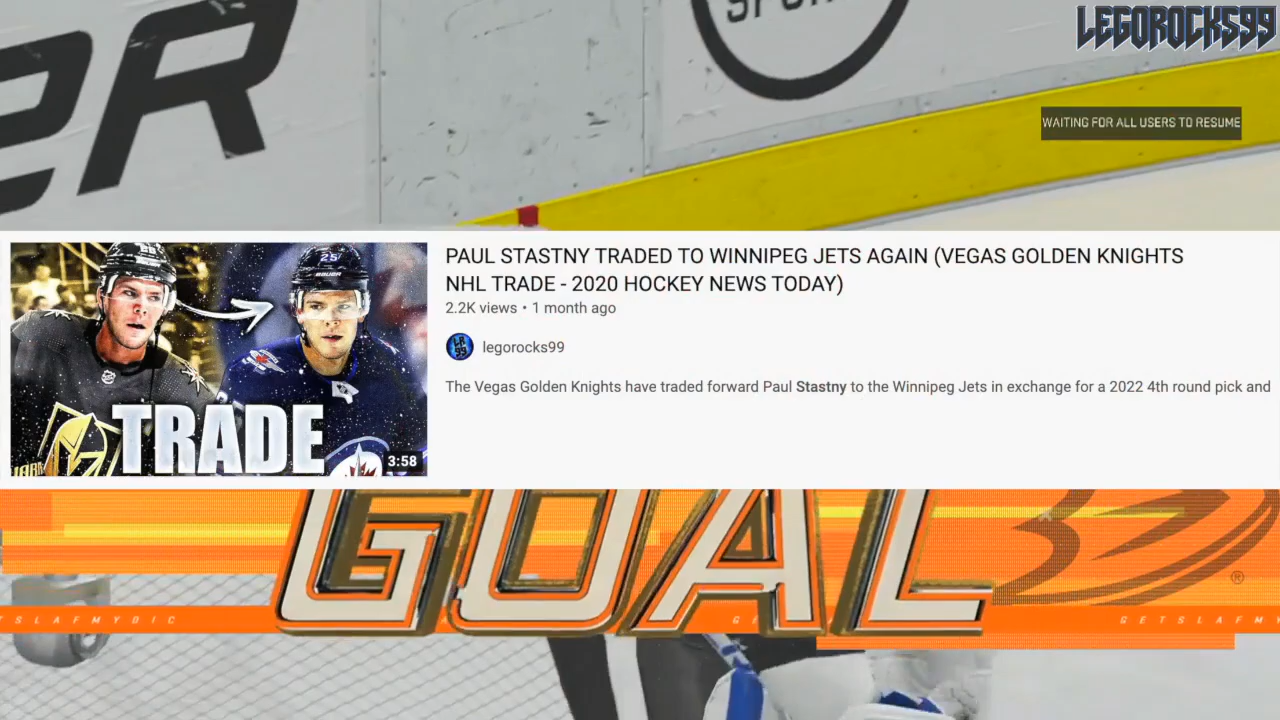 LEGOROCKS99
WAITING FOR ALL USERS TO RESUME
PAUL STASTNY TRADED TO WINNIPEG JETS AGAIN (VEGAS GOLDEN KNIGHTS
NHL TRADE - 2020 HOCKEY NEWS TODAY)
2.2K views • 1 month ago
legorocks99
The Vegas Golden Knights have traded forward Paul Stastny to the Winnipeg Jets in exchange for a 2022 4th round pick and
25
BAUER
TRADE
3:58
GOAL
®